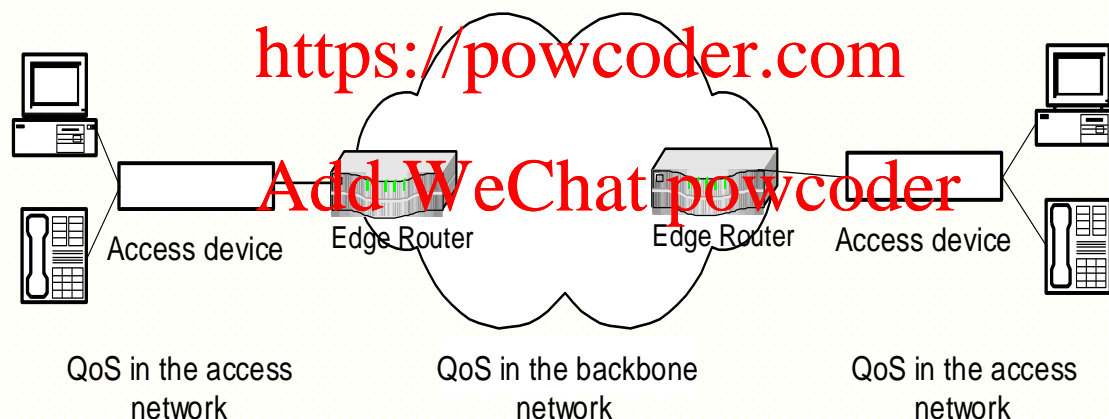 https://powcoder.com
Add WeChat powcoder
Access device
Edge Router
Edge Router
Access device
QoS in the access
network
QoS in the backbone
network
QoS in the access
network